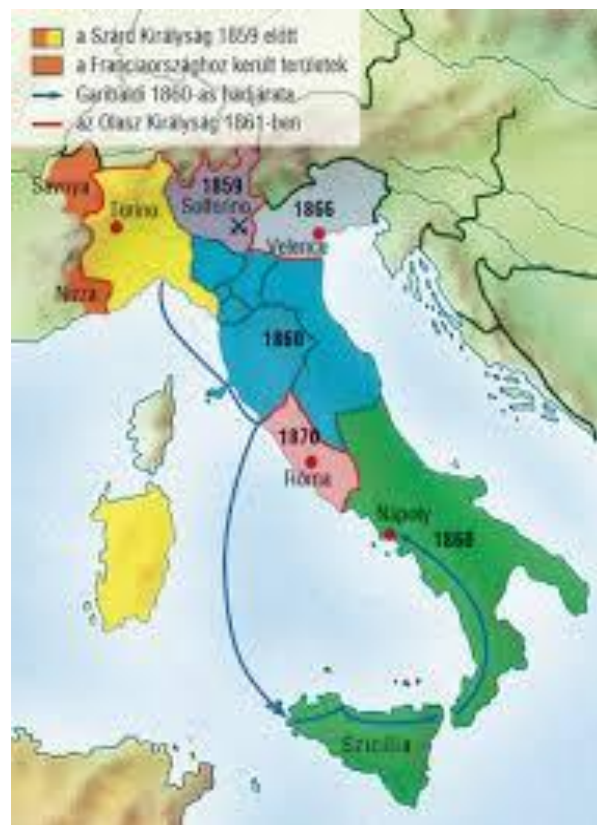 a Szárd Királyság 1859 előtt
a Franciaországhoz került területek
Garibaldi 1860-as hadjárata
az Olasz Királyság 1861-ben
Savoya
Torino
1859
Solferino
1866
Velence
Nizza
1860
1870
Róma
Nápoly
1860
Szicília